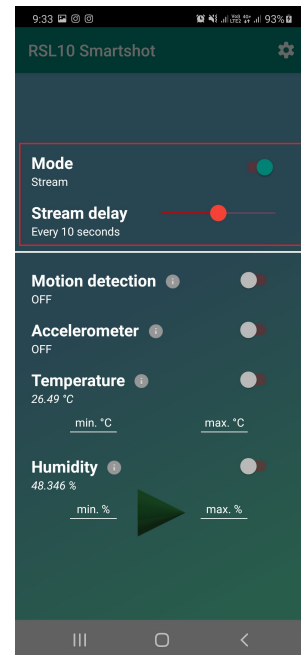 9:33
93%
RSL10 Smartshot
Mode
Stream
Stream delay
Every 10 seconds
Motion detection
OFF
Accelerometer
OFF
Temperature
26.49 °C
min. °C max. °C
Humidity
48.346 %
min. % max. %